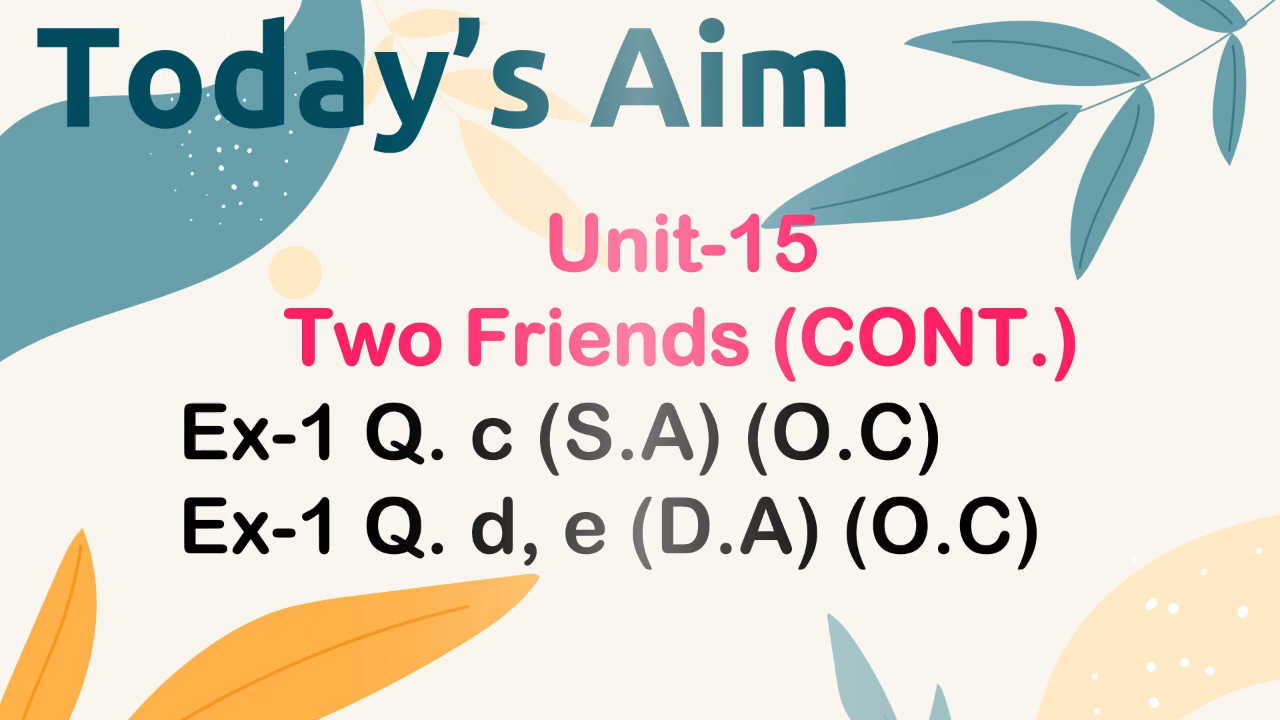 Today’s Aim
Unit-15
Two Friends (CONT.)
Ex-1 Q. c (S.A) (O.C)
Ex-1 Q. d, e (D.A) (O.C)